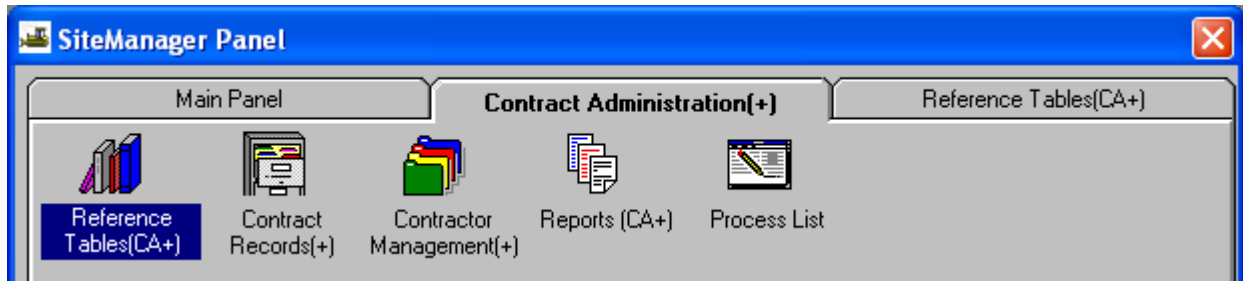 SiteManager Panel
Main Panel
Contract Administration(+)
Reference Tables(CA+)
Reference
Tables(CA+)
Contract
Records(+)
Contractor
Management(+)
Reports (CA+)
Process List